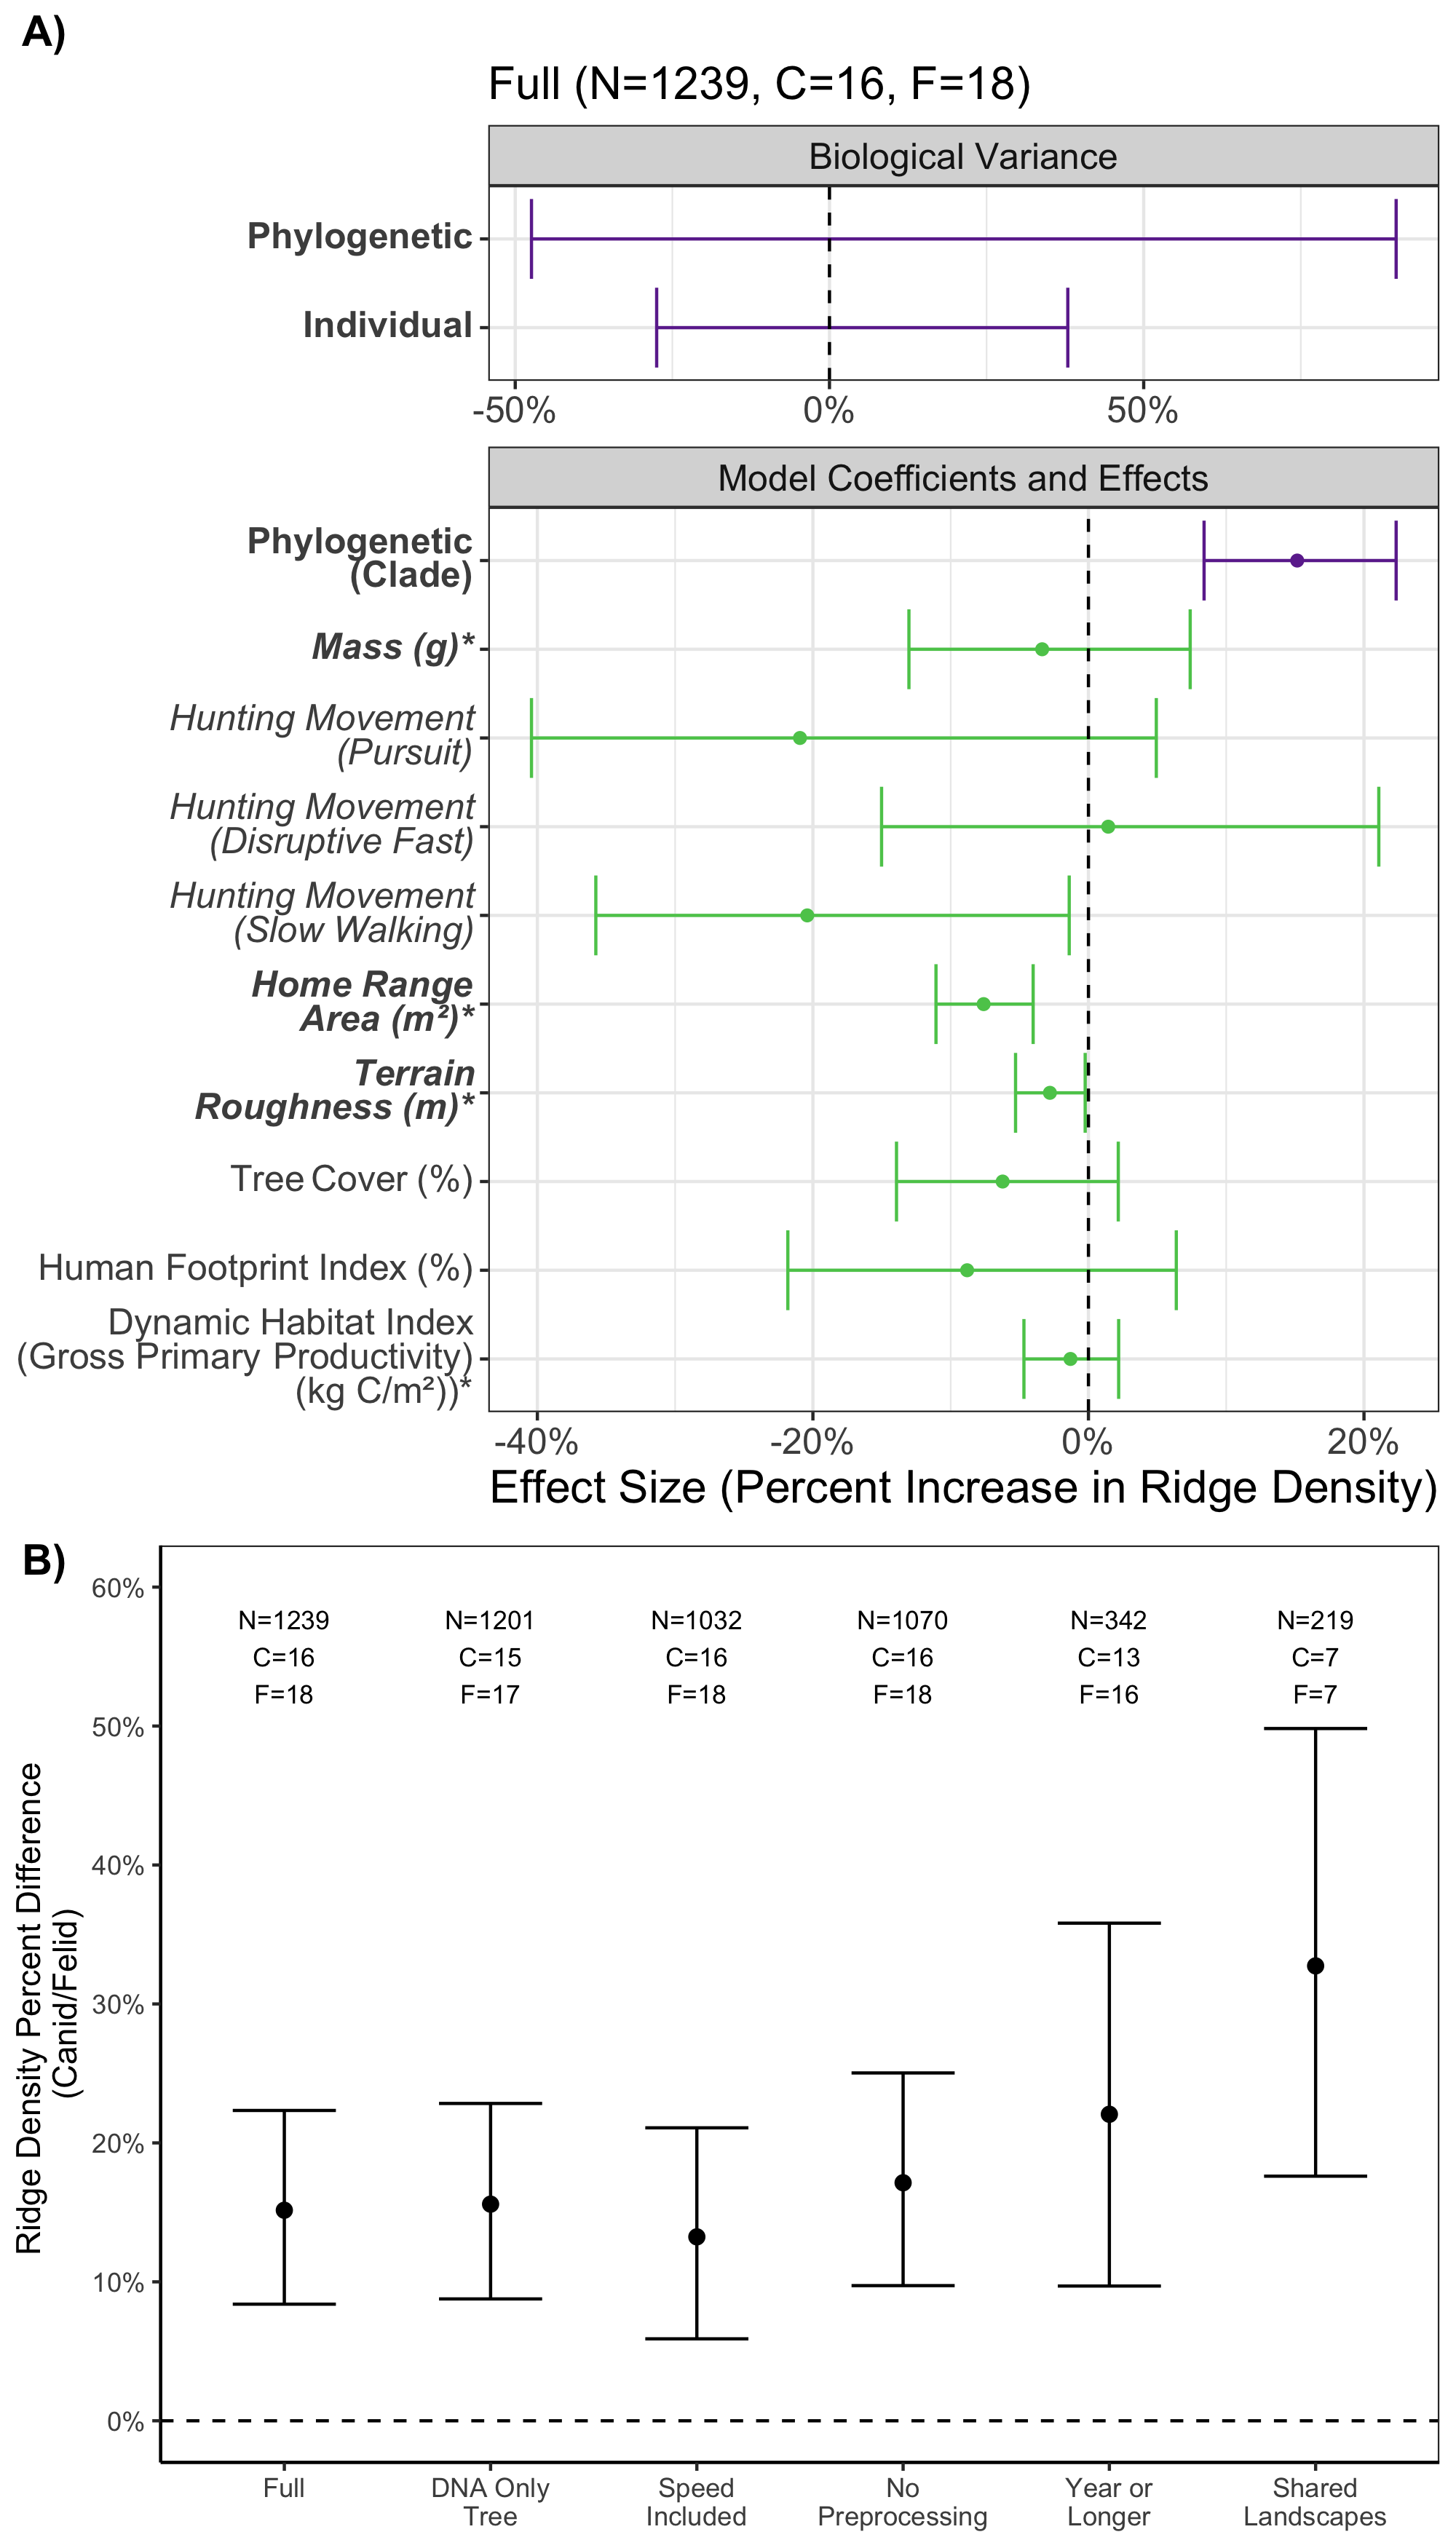 A)
Full (N=1239, C=16, F=18)
Biological Variance
Phylogenetic
Individual
-50%
0%
50%
Model Coefficients and Effects
Phylogenetic
(Clade)
Mass (g)*
Hunting Movement
(Pursuit)
Hunting Movement
(Disruptive Fast)
Hunting Movement
(Slow Walking)
Home Range
Area (m²)*
Terrain
Roughness (m)*
Tree Cover (%)
Human Footprint Index (%)
Dynamic Habitat Index
(Gross Primary Productivity)
(kg C/m²))*
-40%
-20%
0%
20%
Effect Size (Percent Increase in Ridge Density)
B)
Ridge Density Percent Difference
(Canid/Felid)
60%
50%
40%
30%
20%
10%
0%
N=1239
C=16
F=18
N=1201
C=15
F=17
N=1032
C=16
F=18
N=1070
C=16
F=18
N=342
C=13
F=16
N=219
C=7
F=7
Full
DNA Only
Tree
Speed
Included
No
Preprocessing
Year or
Longer
Shared
Landscapes